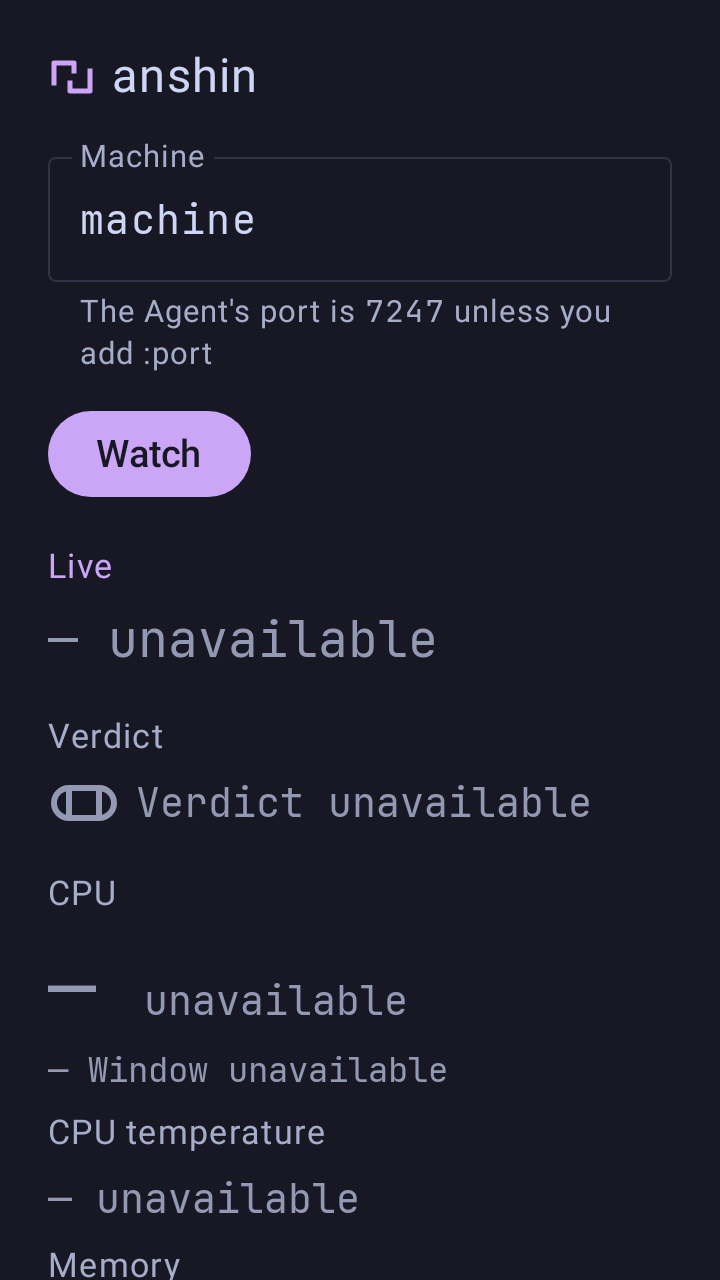 anshin
Machine
machine
The Agent's port is 7247 unless you
add :port
Watch
Live
— unavailable
Verdict
Verdict unavailable
CPU
— unavailable
— Window unavailable
CPU temperature
— unavailable
Memory